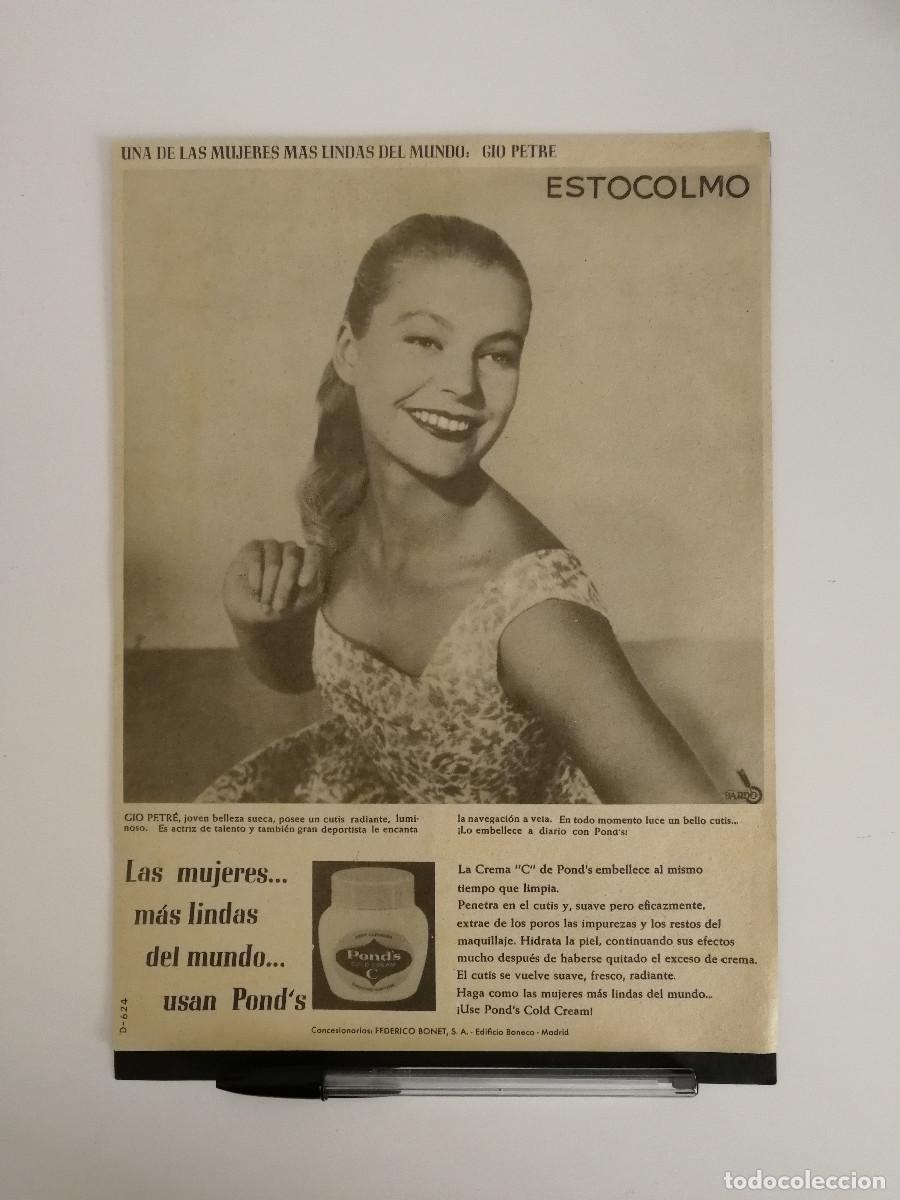 UNA DE LAS MUJERES MAS LINDAS DEL MUNDO: GIO PETRE
ESTOCOLMO
PARDO
GIO PETRÉ, joven belleza sueca, posee un cutis radiante, lumi-
noso. Es actriz de talento y también gran deportista le encanta
la navegación a veta. En todo momento luce un bello cutis...
¡Lo embellece a diario con Pond's!
Las mujeres...
más lindas
del mundo...
usan Pond's
Pond's
COLD CREAM
C
La Crema "C" de Pond's embellece al mismo
tiempo que limpia.
Penetra en el cutis y, suave pero eficazmente,
extrae de los poros las impurezas y los restos del
maquillaje. Hidrata la piel, continuando sus efectos
mucho después de haberse quitado el exceso de crema.
El cutis se vuelve suave, fresco, radiante.
Haga como las mujeres más lindas del mundo...
¡Use Pond's Cold Cream!
D-624
Concesionarios: FEDERICO BONET, S. A. - Edificio Boneco - Madrid
todocoleccion